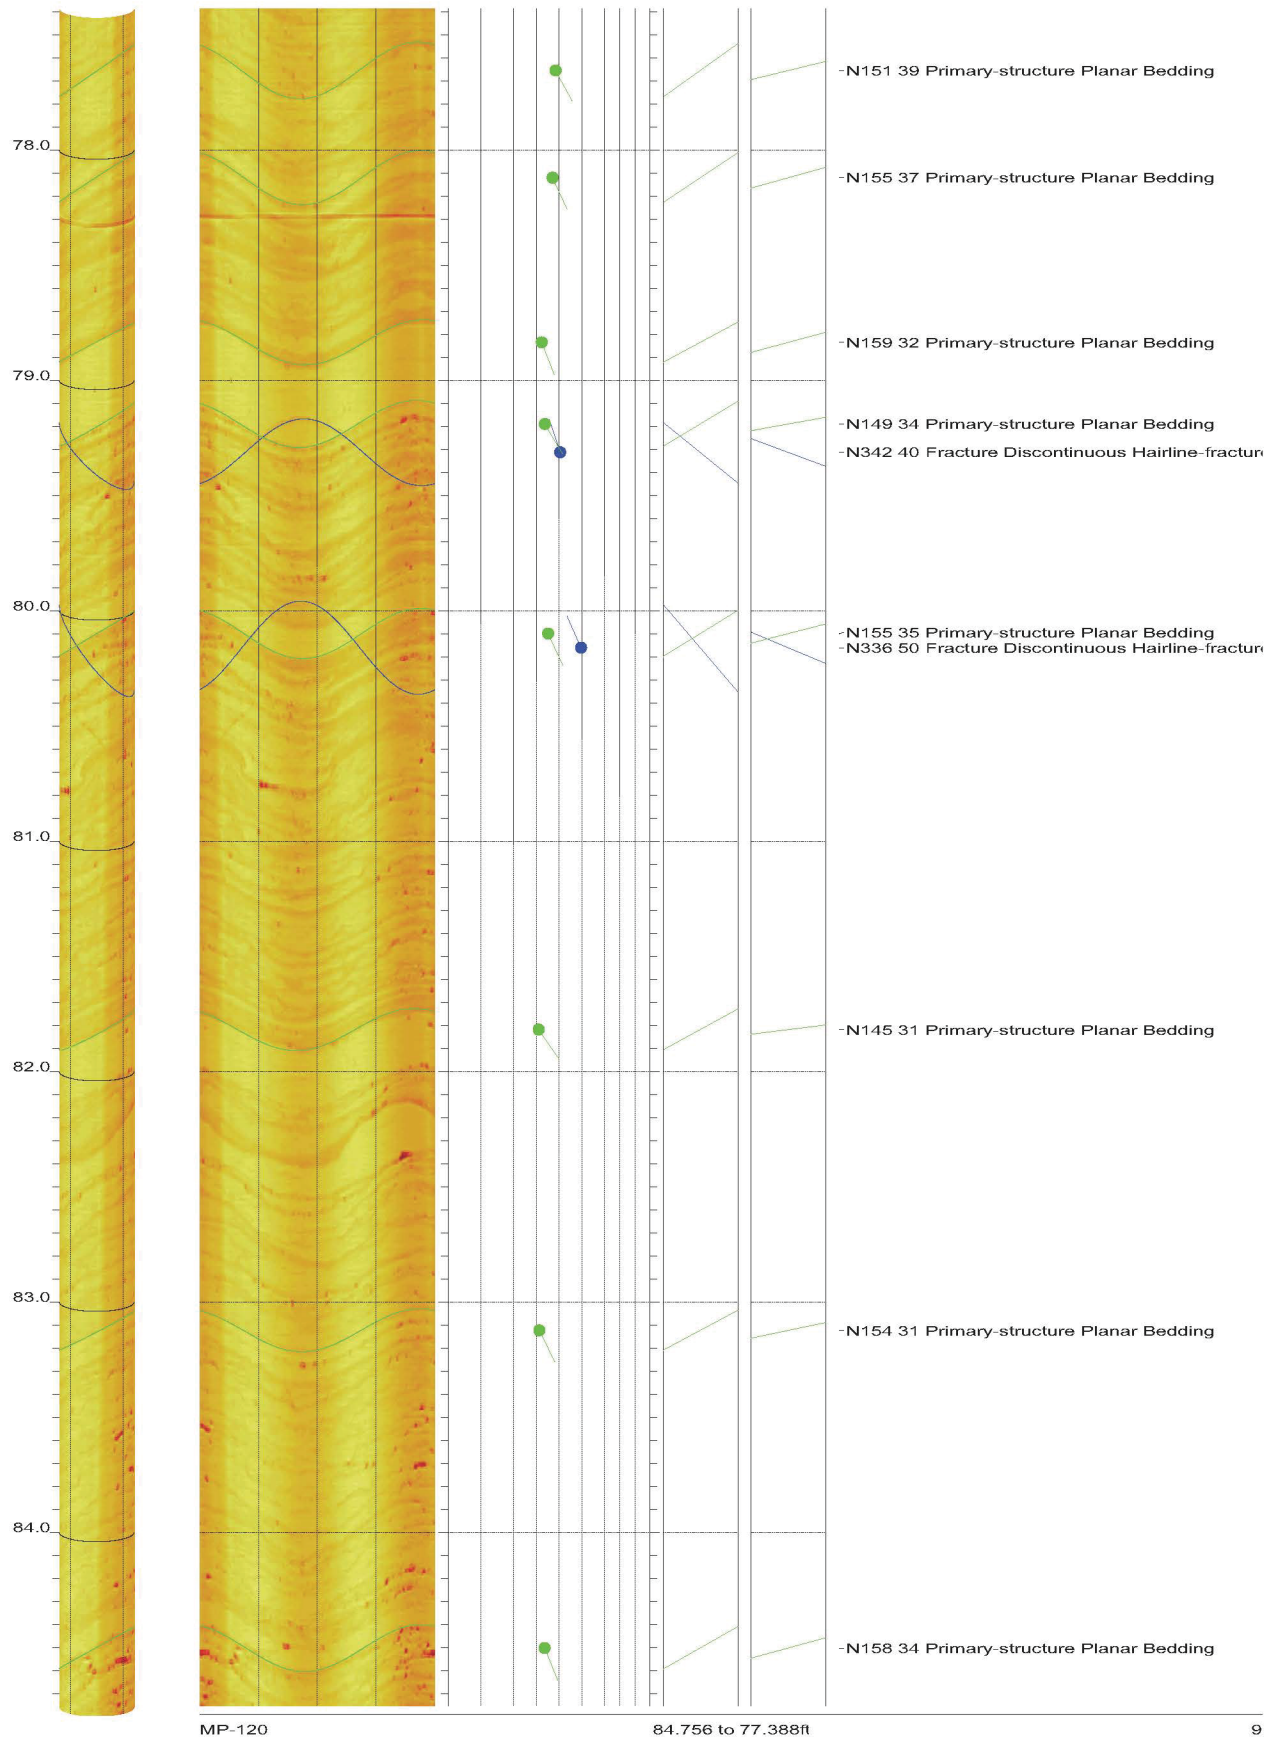 -N151 39 Primary-structure Planar Bedding
78.0
-N155 37 Primary-structure Planar Bedding
-N159 32 Primary-structure Planar Bedding
79.0
-N149 34 Primary-structure Planar Bedding
-N342 40 Fracture Discontinuous Hairline-fracture
80.0
-N155 35 Primary-structure Planar Bedding
-N336 50 Fracture Discontinuous Hairline-fracture
81.0
-N145 31 Primary-structure Planar Bedding
82.0
83.0
-N154 31 Primary-structure Planar Bedding
84.0
-N158 34 Primary-structure Planar Bedding
MP-120 84.756 to 77.388ft 9